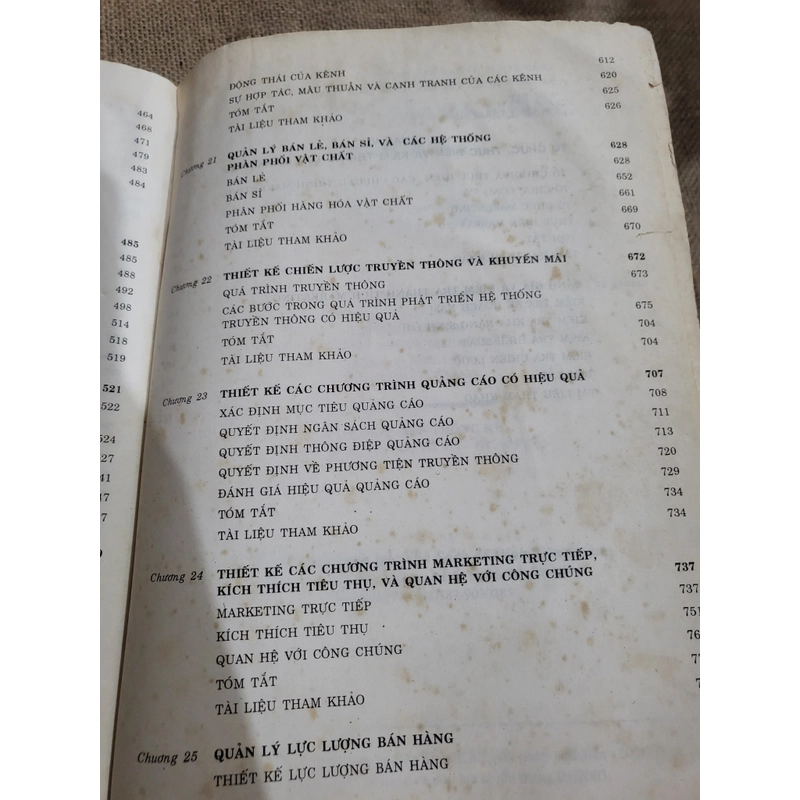 464
468
471
479
483
484
485
485
488
492
498
514
518
519
521
522
524
ĐỘNG THÁI CỦA KÊNH 612
SỰ HỢP TÁC, MÂU THUẪN VÀ CẠNH TRANH CỦA CÁC KÊNH 620
TÓM TẮT 625
TÀI LIỆU THAM KHẢO 626
Chương 21 QUẢN LÝ BÁN LẺ, BÁN SỈ, VÀ CÁC HỆ THỐNG
PHÂN PHỐI VẬT CHẤT 628
BÁN LẺ 628
BÁN SỈ 652
PHÂN PHỐI HÀNG HÓA VẬT CHẤT 661
TÓM TẮT 669
TÀI LIỆU THAM KHẢO 670
Chương 22 THIẾT KẾ CHIẾN LƯỢC TRUYỀN THÔNG VÀ KHUYẾN MÃI 672
QUÁ TRÌNH TRUYỀN THÔNG 673
CÁC BƯỚC TRONG QUÁ TRÌNH PHÁT TRIỂN HỆ THỐNG
TRUYỀN THÔNG CÓ HIỆU QUẢ 675
TÓM TẮT 704
TÀI LIỆU THAM KHẢO 704
Chương 23 THIẾT KẾ CÁC CHƯƠNG TRÌNH QUẢNG CÁO CÓ HIỆU QUẢ 707
XÁC ĐỊNH MỤC TIÊU QUẢNG CÁO 708
QUYẾT ĐỊNH NGÂN SÁCH QUẢNG CÁO 711
QUYẾT ĐỊNH THÔNG ĐIỆP QUẢNG CÁO 713
QUYẾT ĐỊNH VỀ PHƯƠNG TIỆN TRUYỀN THÔNG 720
ĐÁNH GIÁ HIỆU QUẢ QUẢNG CÁO 729
TÓM TẮT 734
TÀI LIỆU THAM KHẢO 734
Chương 24 THIẾT KẾ CÁC CHƯƠNG TRÌNH MARKETING TRỰC TIẾP,
KÍCH THÍCH TIÊU THỤ, VÀ QUAN HỆ VỚI CÔNG CHÚNG 737
MARKETING TRỰC TIẾP 737
KÍCH THÍCH TIÊU THỤ 751
QUAN HỆ VỚI CÔNG CHÚNG
TÓM TẮT
TÀI LIỆU THAM KHẢO
Chương 25 QUẢN LÝ LỰC LƯỢNG BÁN HÀNG
THIẾT KẾ LỰC LƯỢNG BÁN HÀNG